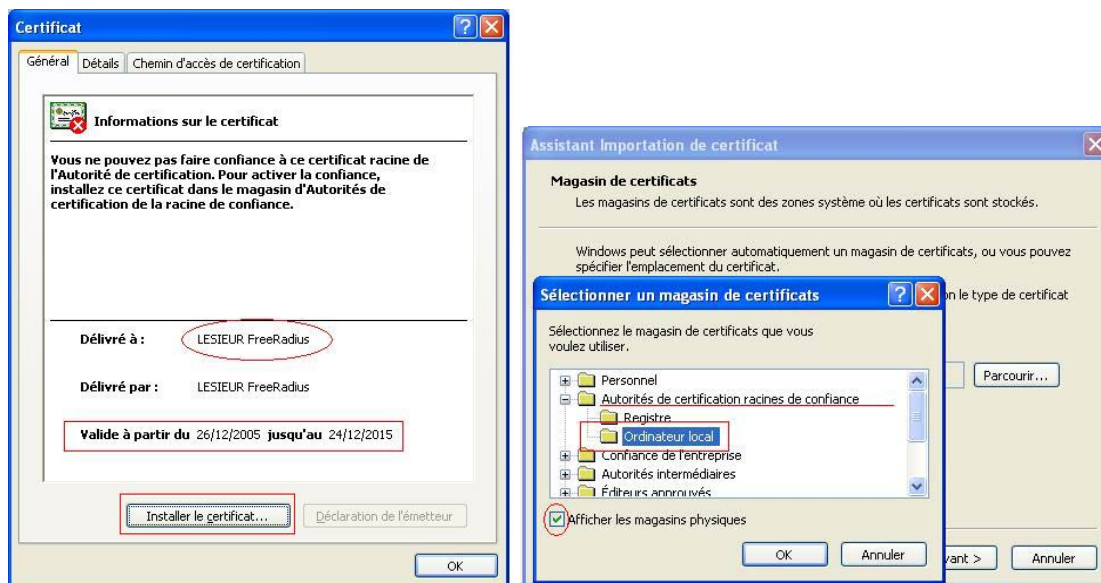 Certificat
Général Détails Chemin d'accès de certification
Informations sur le certificat
Vous ne pouvez pas faire confiance à ce certificat racine de
l'Autorité de certification. Pour activer la confiance,
installez ce certificat dans le magasin d'Autorités de
certification de la racine de confiance.
Délivré à : LESIEUR FreeRadius
Délivré par : LESIEUR FreeRadius
Valide à partir du 26/12/2005 jusqu'au 24/12/2015
Installer le certificat... Déclaration de l'émetteur
OK
Assistant Importation de certificat
Magasin de certificats
Les magasins de certificats sont des zones système où les certificats sont stockés.
Windows peut sélectionner automatiquement un magasin de certificats, ou vous pouvez
spécifier l'emplacement du certificat.
le type de certificat
Parcourir...
Sélectionner un magasin de certificats
Sélectionnez le magasin de certificats que vous
voulez utiliser.
Personnel
Autorités de certification racines de confiance
Registre
Ordinateur local
Confiance de l'entreprise
Autorités intermédiaires
Éditeurs approuvés
Afficher les magasins physiques
OK Annuler
vant > Annuler